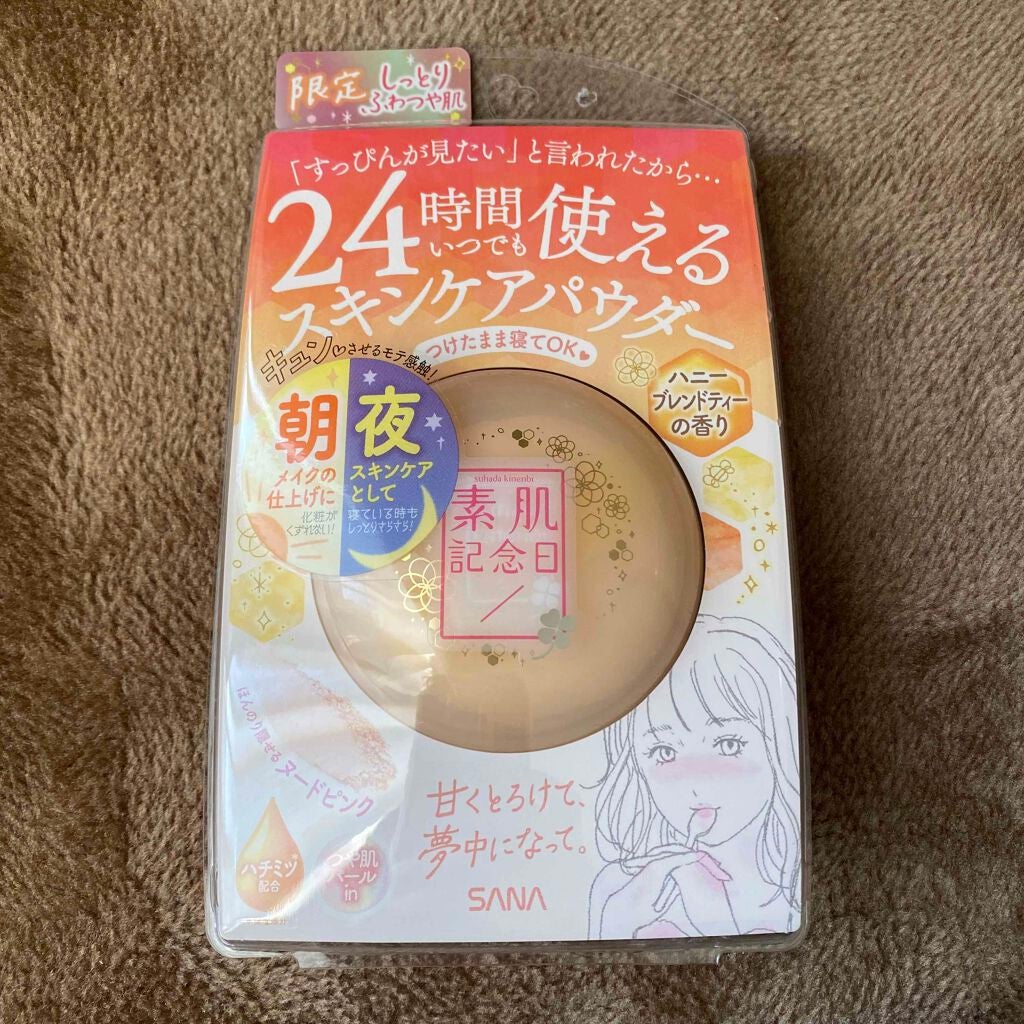 限定
しっとり
ふわつや肌
「すっぴんが見たい」と言われたから…
24時間
いつでも
使える
スキンケアパウダー
つけたまま寝てOK
キュンさせるモテ感触!
朝
メイクの
仕上げに
化粧が
くずれない!
夜
スキンケア
として
寝ている時も
しっとりさらさら!
ハニー
ブレンドティー
の香り
suhada kinenbi
素肌
記念日
ほんのり隠せる
ヌードピンク
ハチミツ
配合
つや肌
パール
in
甘くとろけて、
夢中になって。
SANA